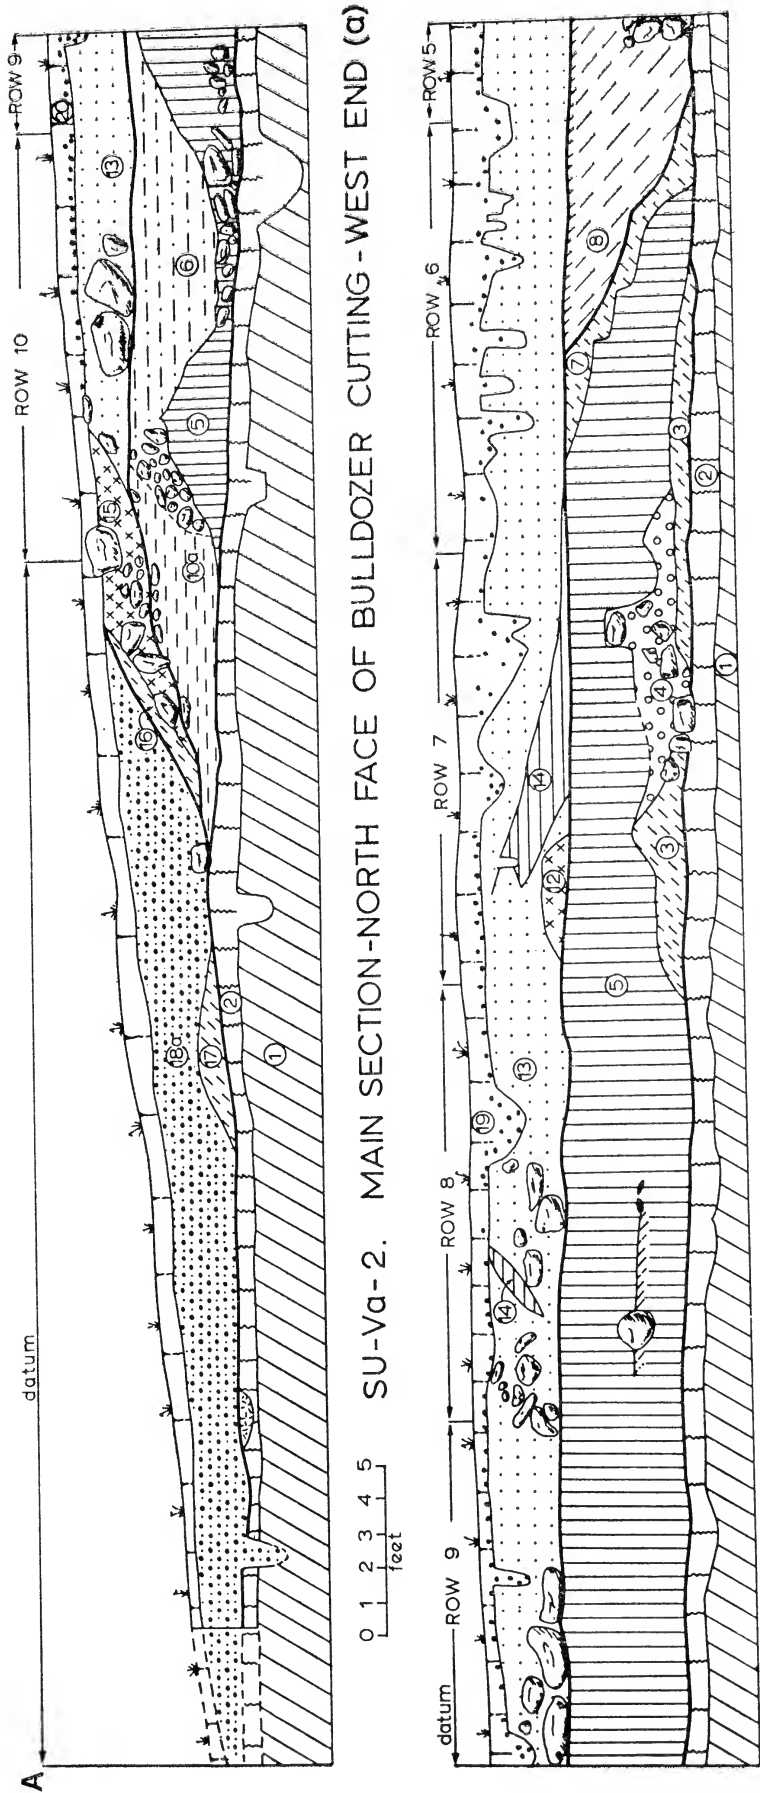 A
datum
ROW 10
ROW 9
1
2
17
18a
16
15
10a
5
6
13
20
SU-Va-2. MAIN SECTION-NORTH FACE OF BULLDOZER CUTTING-WEST END (a)
0 1 2 3 4 5
feet
datum
ROW 9
ROW 8
ROW 7
ROW 6
ROW 5
14
19
13
5
12
14
3
4
1
2
3
7
8